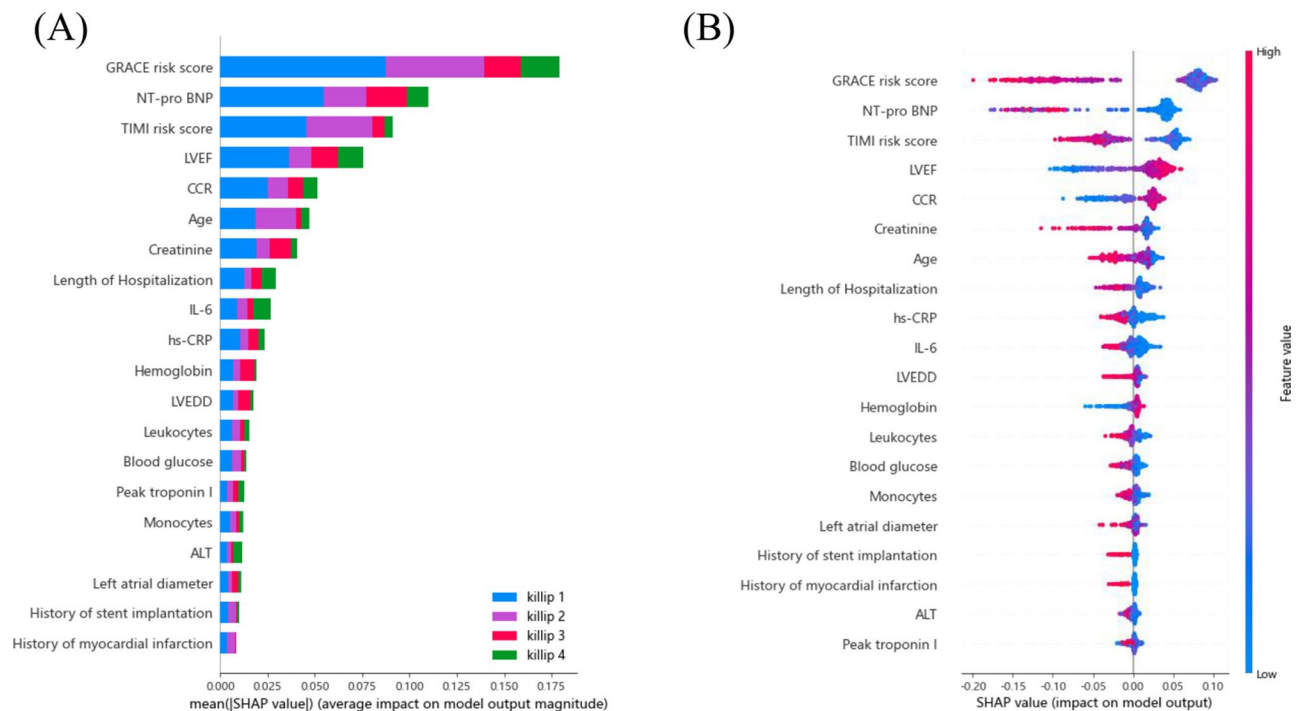 (A)
GRACE risk score
NT-pro BNP
TIMI risk score
LVEF
CCR
Age
Creatinine
Length of Hospitalization
IL-6
hs-CRP
Hemoglobin
LVEDD
Leukocytes
Blood glucose
Peak troponin I
Monocytes
ALT
Left atrial diameter
History of stent implantation
History of myocardial infarction
killip 1
killip 2
killip 3
killip 4
0.000 0.025 0.050 0.075 0.100 0.125 0.150 0.175
mean(|SHAP value|) (average impact on model output magnitude)
(B)
High
GRACE risk score
NT-pro BNP
TIMI risk score
LVEF
CCR
Creatinine
Age
Length of Hospitalization
hs-CRP
IL-6
LVEDD
Hemoglobin
Leukocytes
Blood glucose
Monocytes
Left atrial diameter
History of stent implantation
History of myocardial infarction
ALT
Peak troponin I
Low
Feature value
-0.20 -0.15 -0.10 -0.05 0.00 0.05 0.10
SHAP value (impact on model output)